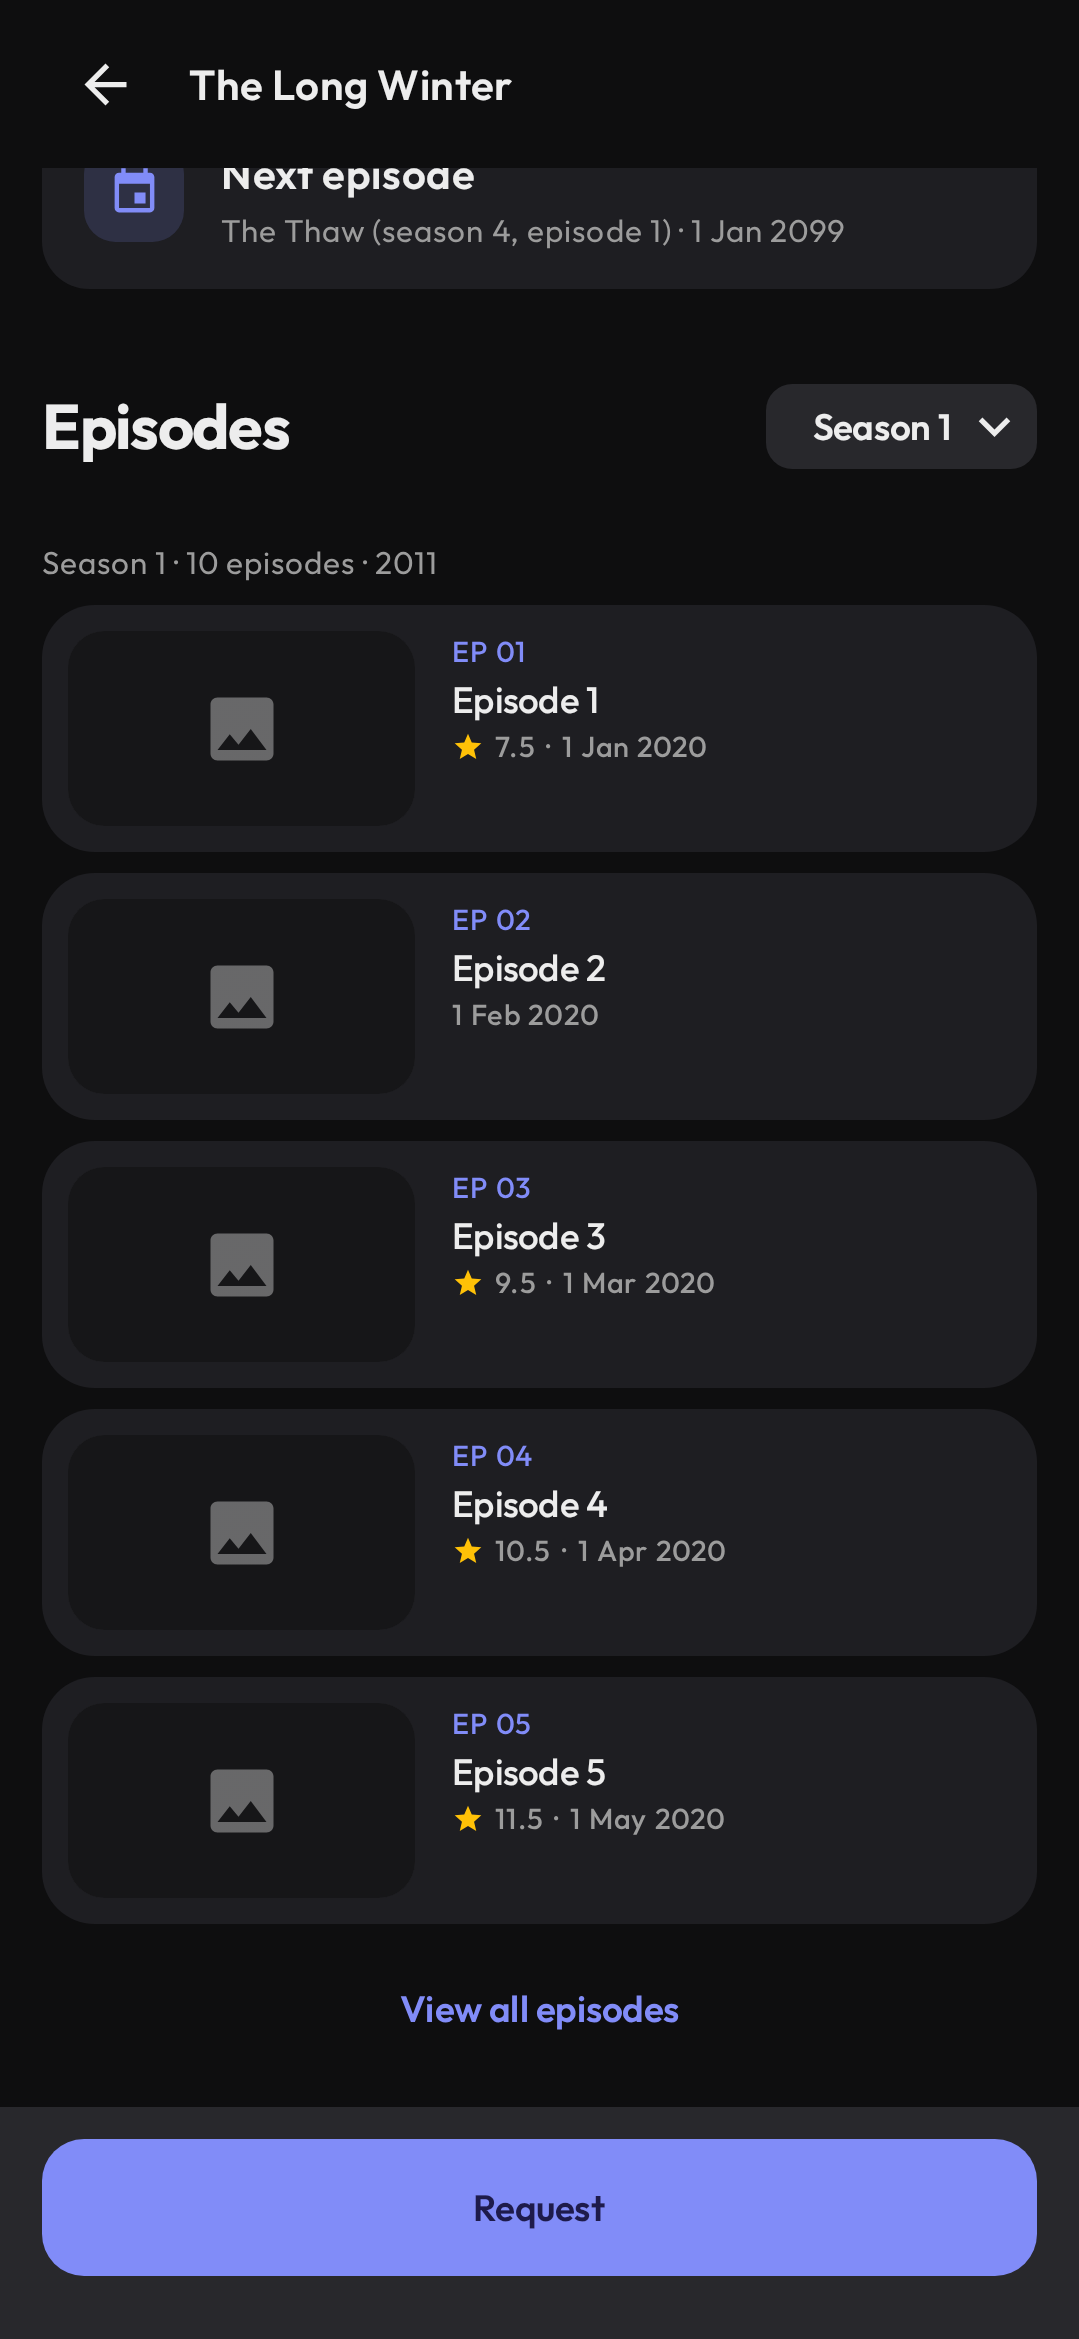 The Long Winter
Next episode
The Thaw (season 4, episode 1) · 1 Jan 2099
Episodes
Season 1
Season 1 · 10 episodes · 2011
EP 01
Episode 1
7.5 · 1 Jan 2020
EP 02
Episode 2
1 Feb 2020
EP 03
Episode 3
9.5 · 1 Mar 2020
EP 04
Episode 4
10.5 · 1 Apr 2020
EP 05
Episode 5
11.5 · 1 May 2020
View all episodes
Request